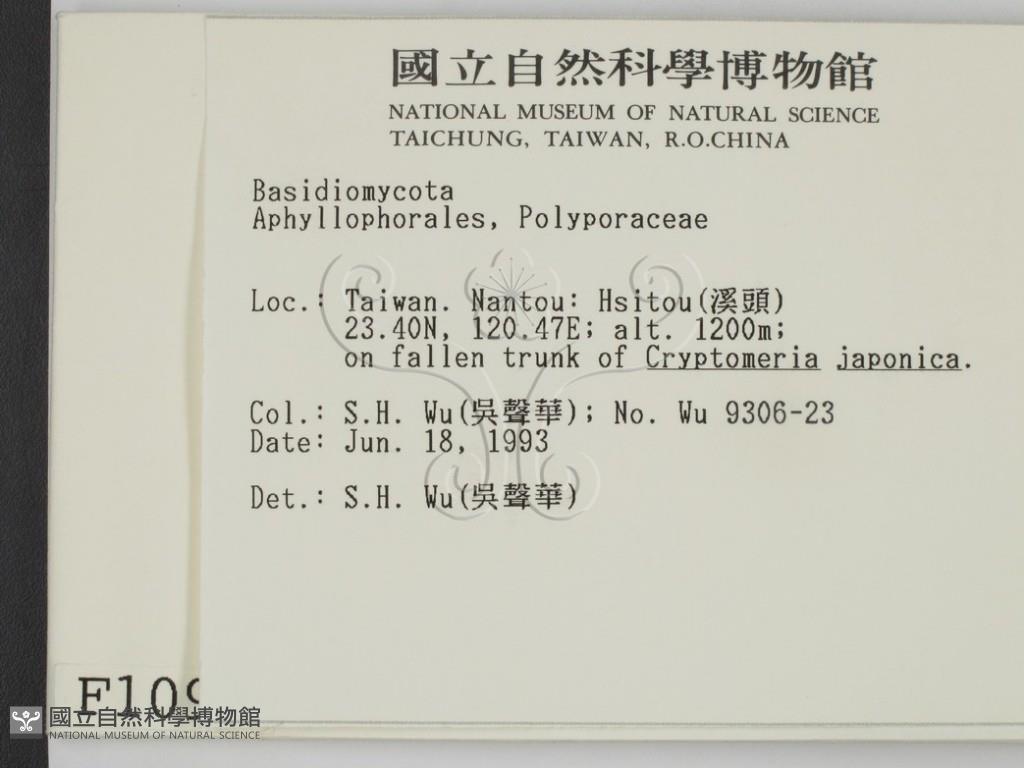 國立自然科學博物館
NATIONAL MUSEUM OF NATURAL SCIENCE
TAICHUNG, TAIWAN, R.O.CHINA
Basidiomycota
Aphyllophorales, Polyporaceae
Loc.: Taiwan. Nantou: Hsitou(溪頭)
23.40N, 120.47E; alt. 1200m;
on fallen trunk of Cryptomeria japonica.
Col.: S.H. Wu(吳聲華); No. Wu 9306-23
Date: Jun. 18, 1993
Det.: S.H. Wu(吳聲華)
F109
國立自然科學博物館
NATIONAL MUSEUM OF NATURAL SCIENCE